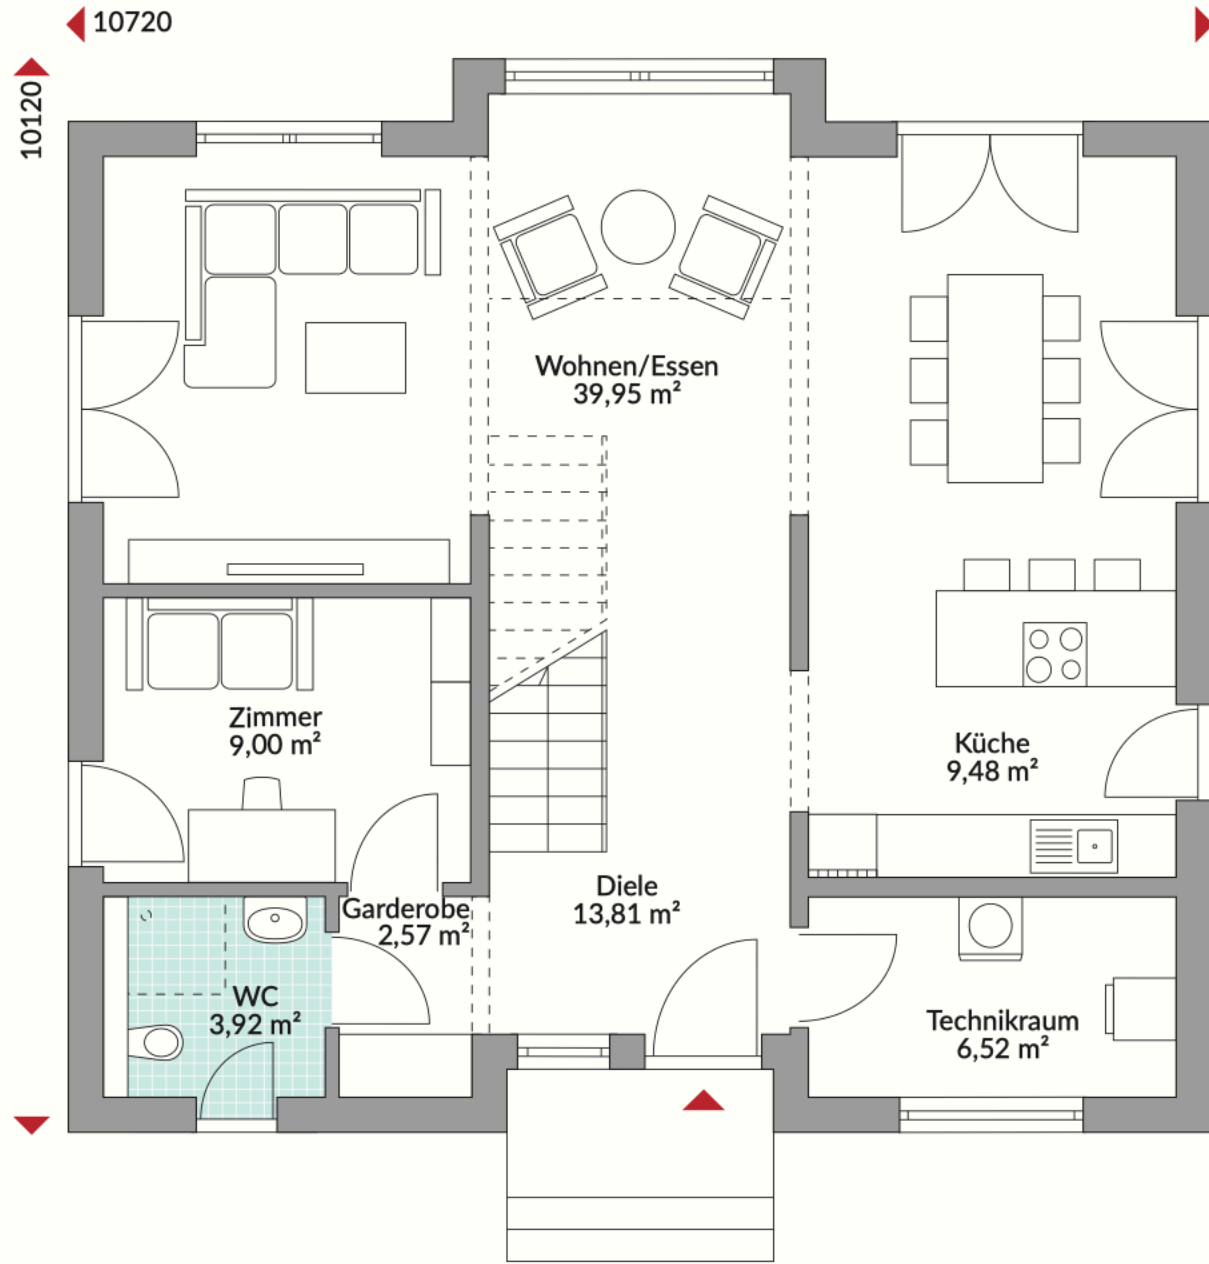 10720
10120
Wohnen/Essen
39,95 m²
Zimmer
9,00 m²
Küche
9,48 m²
Diele
13,81 m²
Garderobe
2,57 m²
WC
3,92 m²
Technikraum
6,52 m²